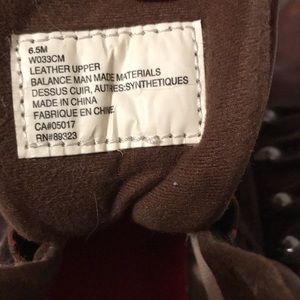 6.5M
W033CM
LEATHER UPPER
BALANCE MAN MADE MATERIALS
DESSUS CUIR, AUTRES:SYNTHETIQUES
MADE IN CHINA
FABRIQUE EN CHINE
CA#05017
RN#89323